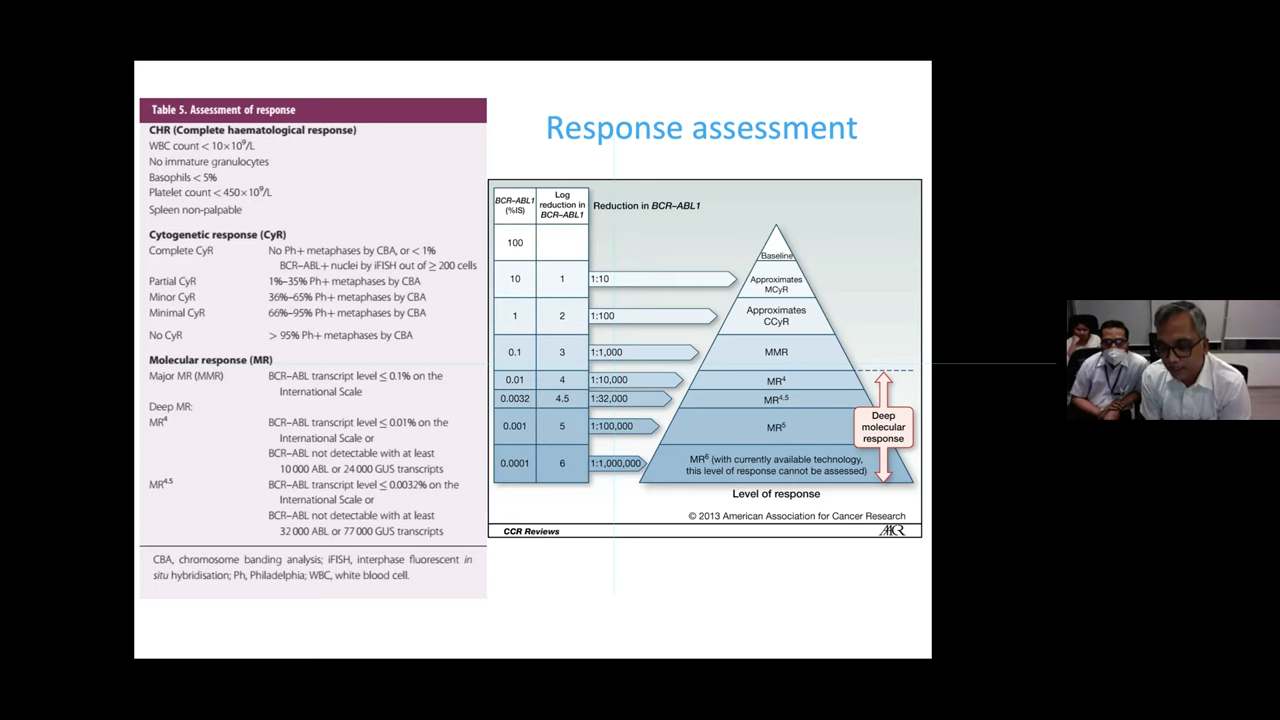 Response assessment
Table 5. Assessment of response
CHR (Complete haematological response)
WBC count < 10×10⁹/L
No immature granulocytes
Basophils < 5%
Platelet count < 450×10⁹/L
Spleen non-palpable
Cytogenetic response (CyR)
Complete CyR No Ph+ metaphases by CBA, or < 1%
BCR–ABL+ nuclei by iFISH out of ≥ 200 cells
Partial CyR 1%–35% Ph+ metaphases by CBA
Minor CyR 36%–65% Ph+ metaphases by CBA
Minimal CyR 66%–95% Ph+ metaphases by CBA
No CyR > 95% Ph+ metaphases by CBA
Molecular response (MR)
Major MR (MMR) BCR–ABL transcript level ≤ 0.1% on the
International Scale
Deep MR:
MR⁴ BCR–ABL transcript level ≤ 0.01% on the
International Scale or
BCR–ABL not detectable with at least
10 000 ABL or 24 000 GUS transcripts
MR⁴·⁵ BCR–ABL transcript level ≤ 0.0032% on the
International Scale or
BCR–ABL not detectable with at least
32 000 ABL or 77 000 GUS transcripts
CBA, chromosome banding analysis; iFISH, interphase fluorescent in
situ hybridisation; Ph, Philadelphia; WBC, white blood cell.
BCR–ABL1 (%IS)
Log reduction in BCR–ABL1
Reduction in BCR–ABL1
100 Baseline
10 1 1:10 Approximates MCyR
1 2 1:100 Approximates CCyR
0.1 3 1:1,000 MMR
0.01 4 1:10,000 MR⁴
0.0032 4.5 1:32,000 MR⁴·⁵
0.001 5 1:100,000 MR⁵
0.0001 6 1:1,000,000 MR⁶ (with currently available technology,
this level of response cannot be assessed)
Deep
molecular
response
Level of response
© 2013 American Association for Cancer Research
CCR Reviews AACR